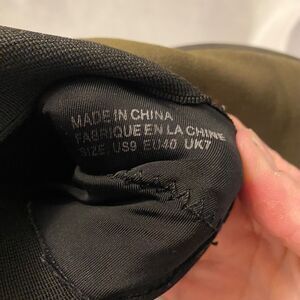 MADE IN CHINA
FABRIQUE EN LA CHINE
SIZE, US9 EU40 UK7